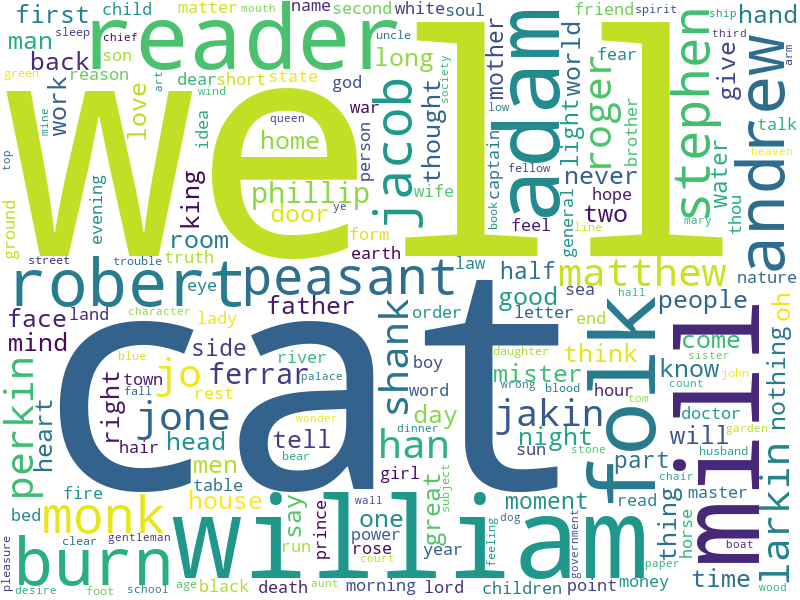 first
child
matter
mouth
name
second
white
soul
friend
spirit
ship
hand
man
sleep
chief
reader
uncle
fear
third
arm
back
son
long
mother
world
give
green
reason
dear
short
state
low
roger
stephen
andrew
well
work
love
art
wind
god
war
society
adam
light
brother
talk
heaven
idea
queen
jacob
thought
captain
top
mine
home
person
fellow
never
water
evening
king
phillip
wife
book
hope
ground
door
ye
feel
general
two
mary
thou
room
form
line
street
trouble
truth
earth
law
half
matthew
nature
robert
eye
peasant
good
sea
hall
people
oh
face
land
character
father
order
letter
end
folk
mill
mind
lady
side
shank
boy
daughter
think
come
sister
blue
jo
river
mister
know
count
john
nothing
perkin
heart
right
town
fall
rest
ferrar
palace
word
wrong
blood
hour
tom
cat
jone
wonder
day
jakin
doctor
hair
head
tell
dinner
han
night
part
will
garden
men
bear
sun
stone
husband
fire
table
girl
moment
read
thing
chair
larkin
bed
monk
house
say
wall
great
subject
master
clear
gentleman
prince
one
dog
horse
boat
burn
william
run
power
year
feeling
government
paper
time
pleasure
rose
court
desire
foot
school
age
black
aunt
death
morning
lord
children
point
money
wood